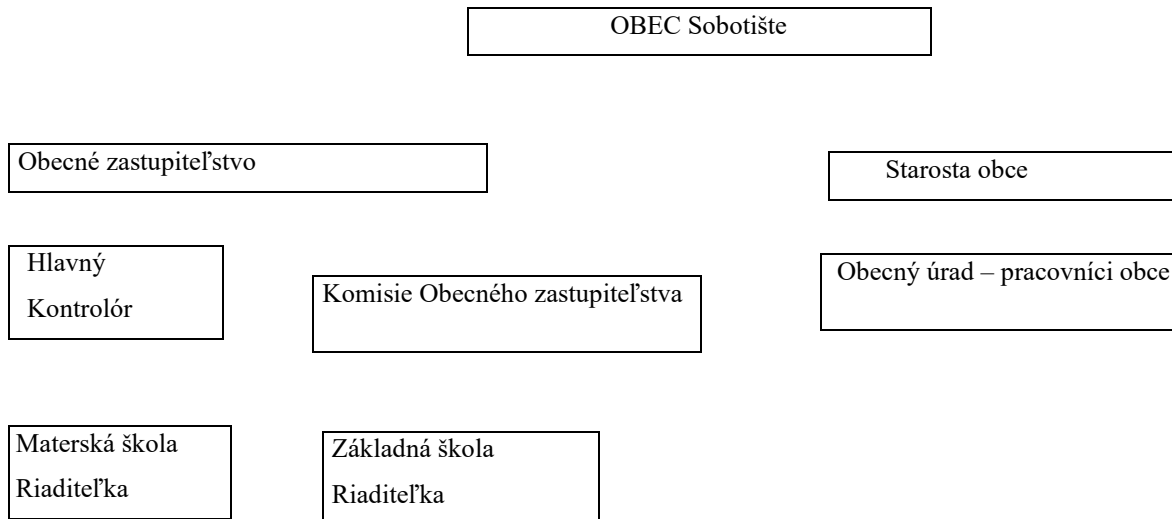 OBEC Sobotište
Obecné zastupiteľstvo
Starosta obce
Hlavný
Kontrolór
Komisie Obecného zastupiteľstva
Obecný úrad – pracovníci obce
Materská škola
Riaditeľka
Základná škola
Riaditeľka